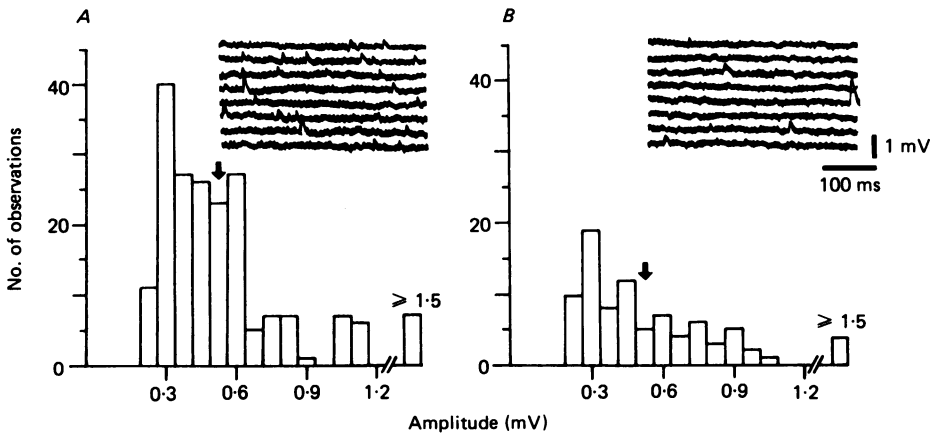 A
B
No. of observations
40
20
0
0·3
0·6
0·9
1·2
⩾ 1·5
40
20
0
0·3
0·6
0·9
1·2
⩾ 1·5
1 mV
100 ms
Amplitude (mV)